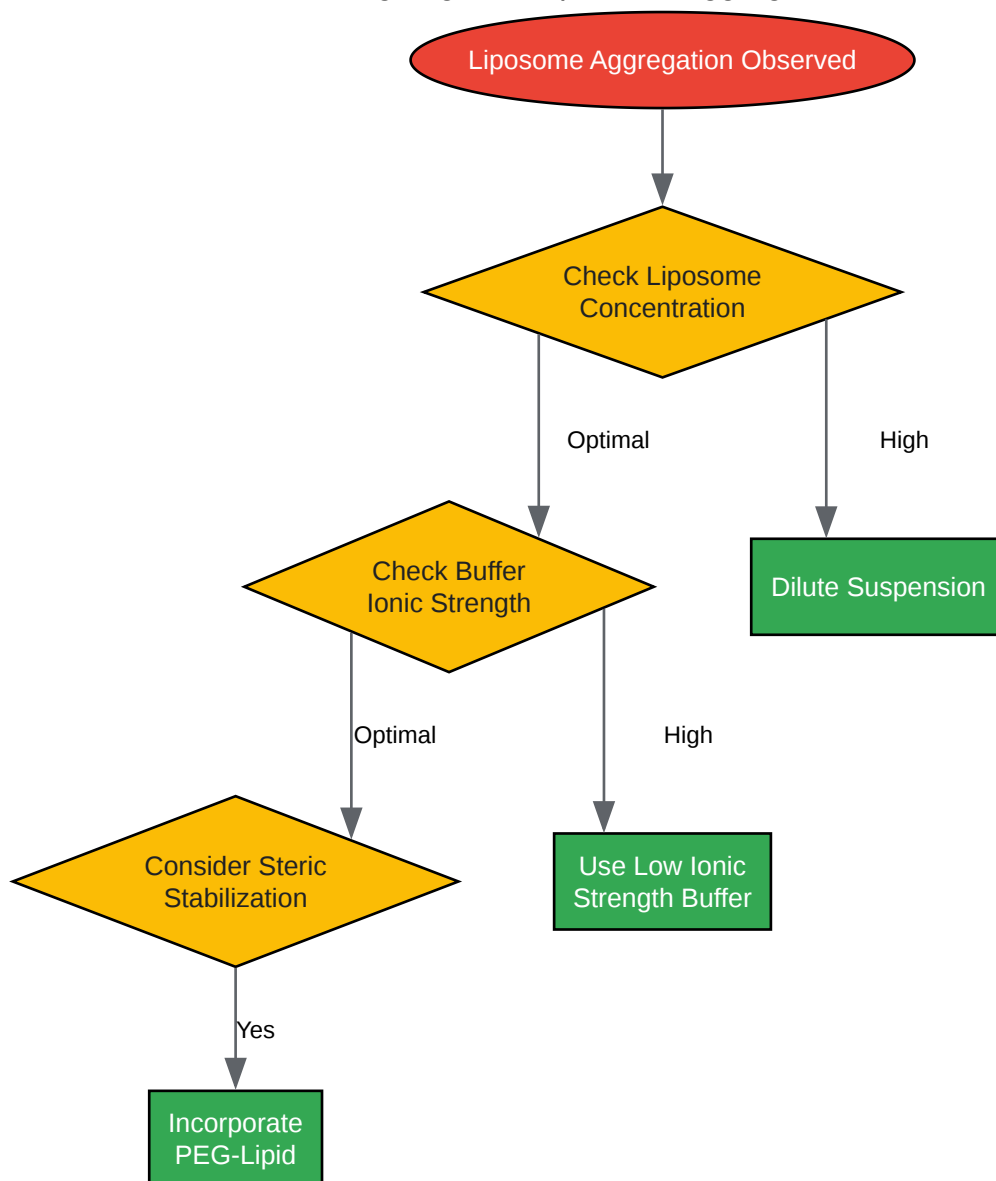 Liposome Aggregation Observed
Check Liposome
Concentration
Optimal
High
Check Buffer
Ionic Strength
Dilute Suspension
Optimal
High
Consider Steric
Stabilization
Use Low Ionic
Strength Buffer
Yes
Incorporate
PEG-Lipid